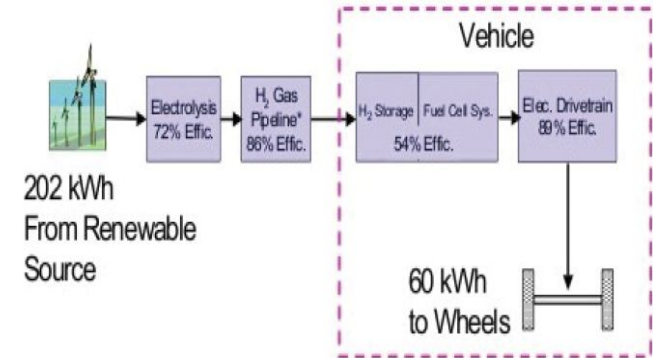 Vehicle
Electrolysis
72% Effic.
H2 Gas
Pipeline*
86% Effic.
H2 Storage
Fuel Cell Sys.
54% Effic.
Elec. Drivetrain
89% Effic.
202 kWh
From Renewable
Source
60 kWh
to Wheels